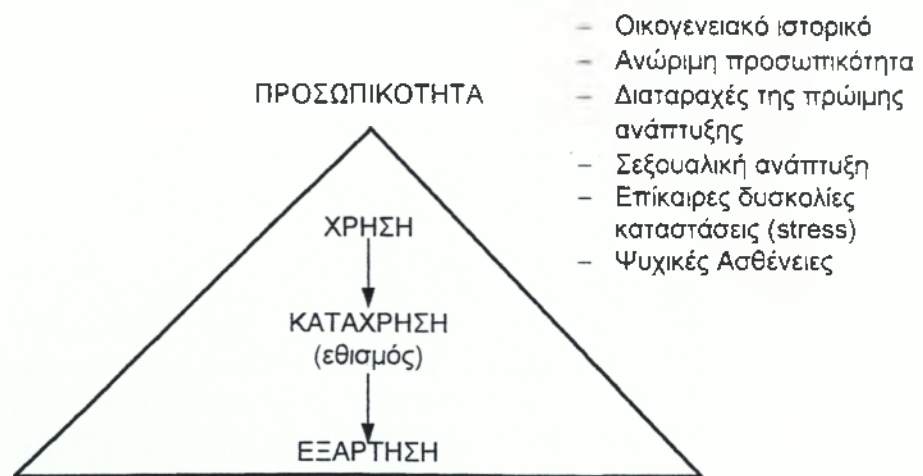 ΠΡΟΣΩΠΙΚΟΤΗΤΑ
- Οικογενειακό ιστορικό
- Ανώριμη προσωπικότητα
- Διαταραχές της πρώιμης
ανάπτυξης
- Σεξουαλική ανάπτυξη
- Επίκαιρες δυσκολίες
καταστάσεις (stress)
- Ψυχικές Ασθένειες
ΧΡΗΣΗ
ΚΑΤΑΧΡΗΣΗ
(εθισμός)
ΕΞΑΡΤΗΣΗ